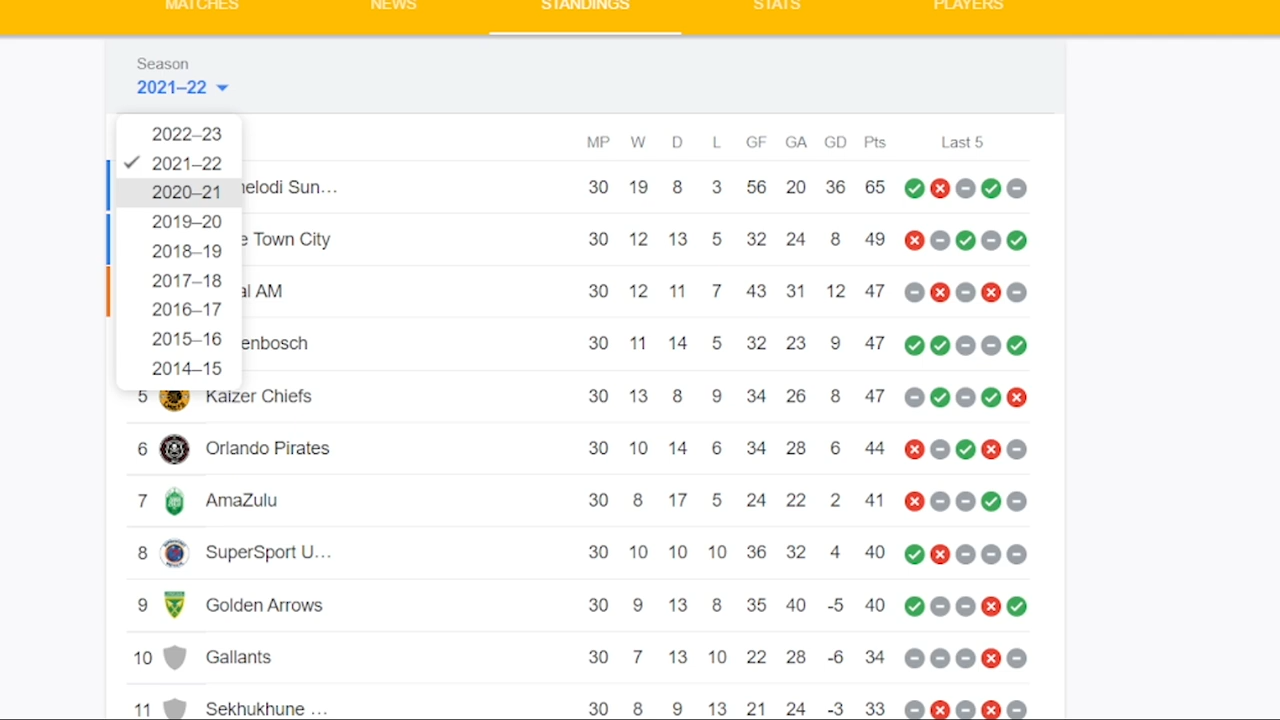 MATCHES NEWS STANDINGS STATS PLAYERS
Season
2021–22
2022–23
2021–22
2020–21
2019–20
2018–19
2017–18
2016–17
2015–16
2014–15
MP W D L GF GA GD Pts Last 5
melodi Sun... 30 19 8 3 56 20 36 65
e Town City 30 12 13 5 32 24 8 49
al AM 30 12 11 7 43 31 12 47
enbosch 30 11 14 5 32 23 9 47
5 Kaizer Chiefs 30 13 8 9 34 26 8 47
6 Orlando Pirates 30 10 14 6 34 28 6 44
7 AmaZulu 30 8 17 5 24 22 2 41
8 SuperSport U... 30 10 10 10 36 32 4 40
9 Golden Arrows 30 9 13 8 35 40 -5 40
10 Gallants 30 7 13 10 22 28 -6 34
11 Sekhukhune ... 30 8 9 13 21 24 -3 33